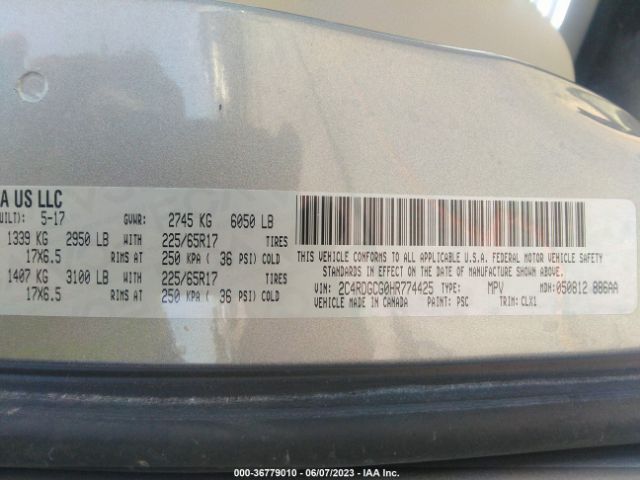 A US LLC
UILT): 5-17 GVWR: 2745 KG 6050 LB
1339 KG 2950 LB WITH 225/65R17 TIRES
17X6.5 RIMS AT 250 KPA ( 36 PSI) COLD
1407 KG 3100 LB WITH 225/65R17 TIRES
17X6.5 RIMS AT 250 KPA ( 36 PSI) COLD
THIS VEHICLE CONFORMS TO ALL APPLICABLE U.S.A. FEDERAL MOTOR VEHICLE SAFETY
STANDARDS IN EFFECT ON THE DATE OF MANUFACTURE SHOWN ABOVE.
VIN: 2C4RDGCG0HR774425 TYPE: MPV MDH: 050812 886AA
VEHICLE MADE IN CANADA PAINT: PSC TRIM: CLX1
000-36779010 - 06/07/2023 - IAA Inc.